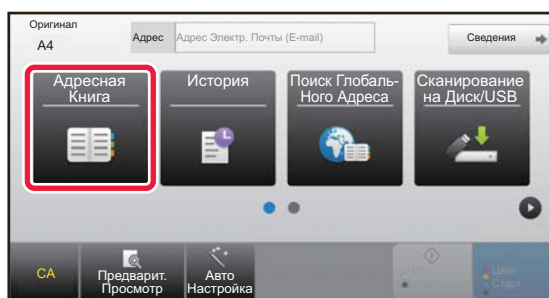 Оригинал
A4
Адрес
Адрес Электр. Почты (E-mail)
Сведения
Адресная
Книга
История
Поиск Глобаль-
Ного Адреса
Сканирование
на Диск/USB
CA
Предварит.
Просмотр
Авто
Настройка
Ч/Б
Старт
Цвет
Старт